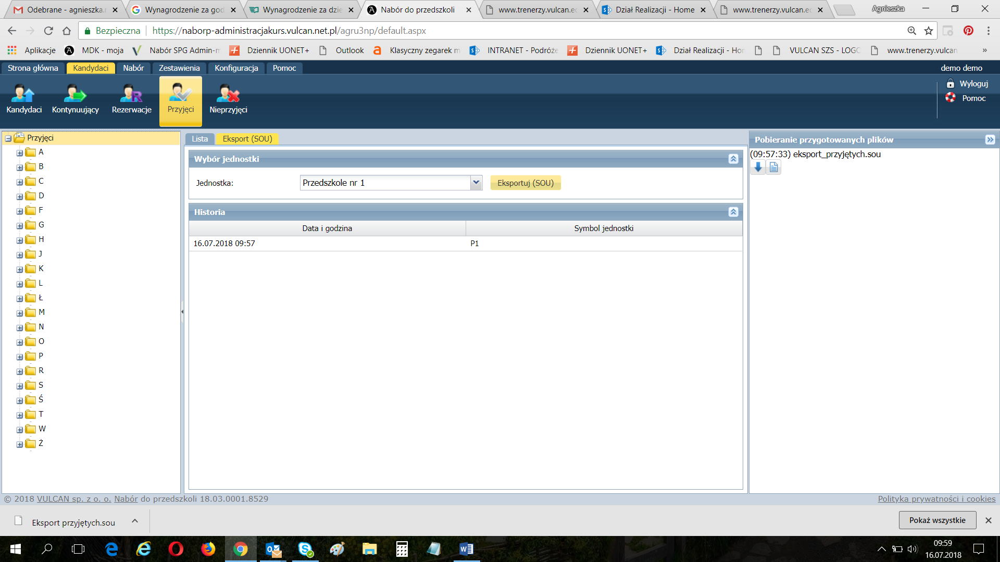 Odebrane - agnieszka.r
Wynagrodzenie za god
Wynagrodzenie za dzie
Nabór do przedszkoli
www.trenerzy.vulcan.ec
Dział Realizacji - Home
www.trenerzy.vulcan.ec
Agnieszka
Bezpieczna
https://naborp-administracjakurs.vulcan.net.pl/agru3np/default.aspx
Aplikacje
MDK - moja
Nabór SPG Admin-m
Dziennik UONET+
Outlook
Klasyczny zegarek m
INTRANET - Podróże
Dziennik UONET+
Dział Realizacji - Hor
VULCAN SZS - LOGO
www.trenerzy.vulcan
»
Strona główna
Kandydaci
Nabór
Zestawienia
Konfiguracja
Pomoc
demo demo
Kandydaci
Kontynuujący
Rezerwacje
Przyjęci
Nieprzyjęci
Wyloguj
Pomoc
Przyjęci
A
B
C
D
F
G
H
J
K
L
Ł
M
N
O
P
R
S
Ś
T
W
Ż
Lista
Eksport (SOU)
Wybór jednostki
Jednostka:
Przedszkole nr 1
Eksportuj (SOU)
Historia
Data i godzina
Symbol jednostki
16.07.2018 09:57
P1
Pobieranie przygotowanych plików
(09:57:33) eksport_przyjętych.sou
© 2018 VULCAN sp. z o. o. Nabór do przedszkoli 18.03.0001.8529
Polityka prywatności i cookies
Eksport przyjętych.sou
Pokaż wszystkie
09:59
16.07.2018